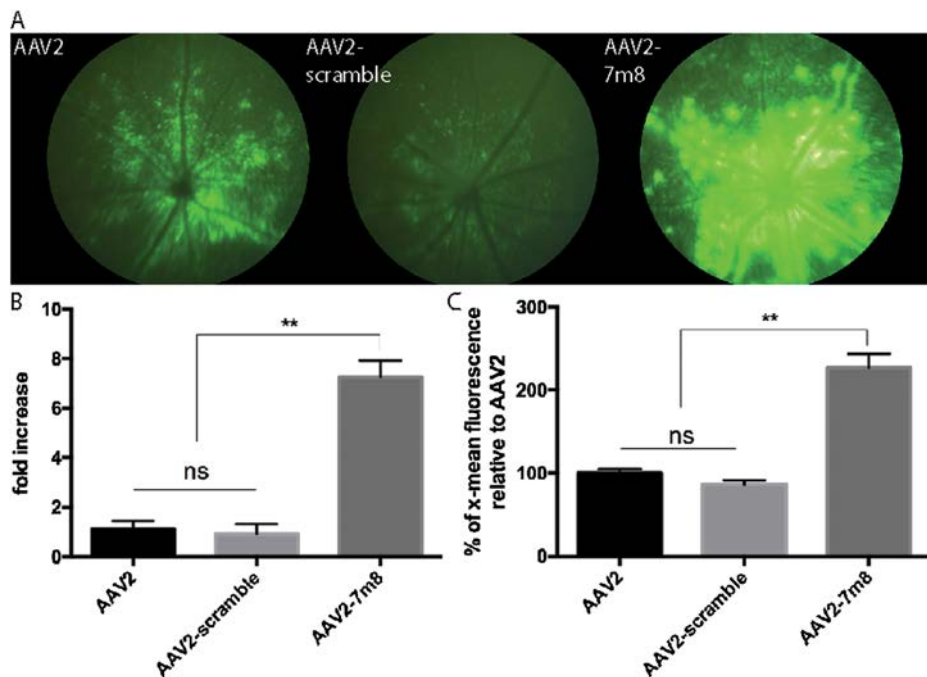 A
AAV2
AAV2-
scramble
AAV2-
7m8
B
fold increase
10
8
6
4
2
0
**
ns
AAV2
AAV2-scramble
AAV2-7m8
C
% of x-mean fluorescence
relative to AAV2
300
200
100
0
**
ns
AAV2
AAV2-scramble
AAV2-7m8